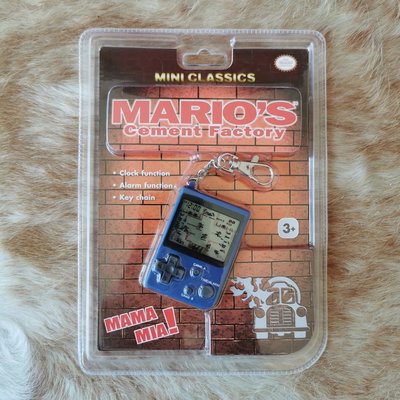 MINI CLASSICS
MARIO'S
Cement Factory
• Clock function
• Alarm function
• Key chain
3+
MAMA
MIA!